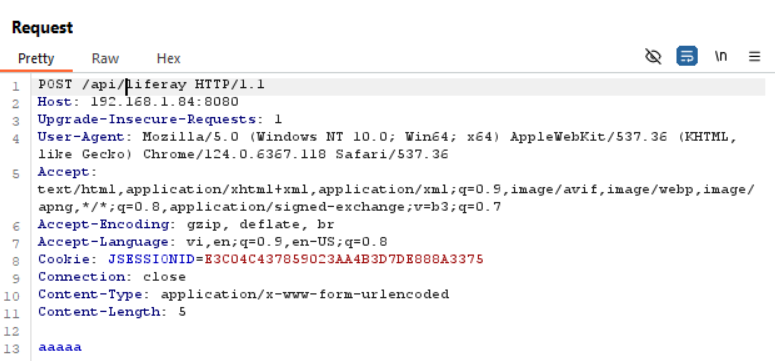 Request
Pretty Raw Hex \n
1 POST /api/liferay HTTP/1.1
2 Host: 192.168.1.84:8080
3 Upgrade-Insecure-Requests: 1
4 User-Agent: Mozilla/5.0 (Windows NT 10.0; Win64; x64) AppleWebKit/537.36 (KHTML,
like Gecko) Chrome/124.0.6367.118 Safari/537.36
5 Accept:
text/html,application/xhtml+xml,application/xml;q=0.9,image/avif,image/webp,image/
apng,*/*;q=0.8,application/signed-exchange;v=b3;q=0.7
6 Accept-Encoding: gzip, deflate, br
7 Accept-Language: vi,en;q=0.9,en-US;q=0.8
8 Cookie: JSESSIONID=E3C04C437859023AA4B3D7DE888A3375
9 Connection: close
10 Content-Type: application/x-www-form-urlencoded
11 Content-Length: 5
12
13 aaaaa